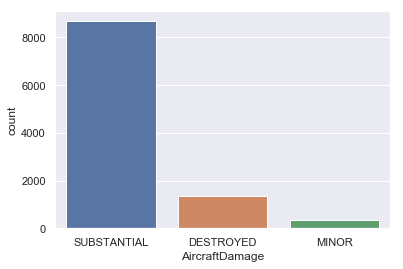 8000
6000
4000
2000
0
count
SUBSTANTIAL DESTROYED MINOR
AircraftDamage